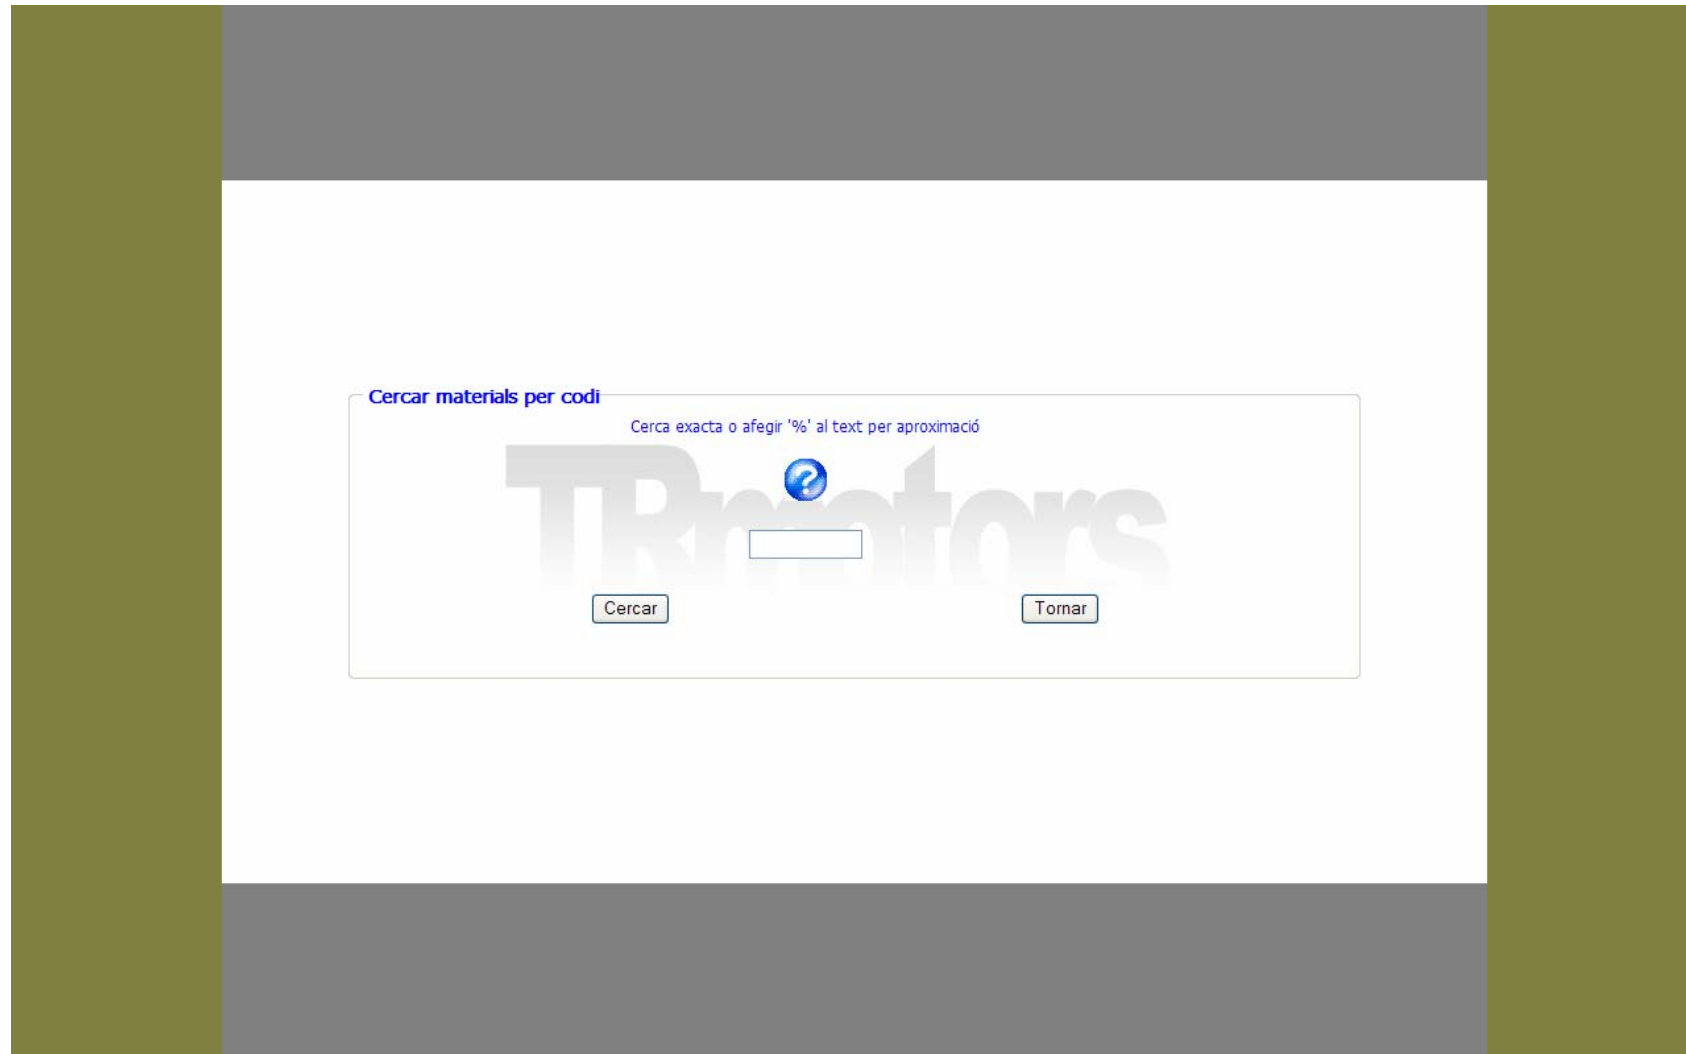 Cercar materials per codi
Cerca exacta o afegir '%' al text per aproximació
?
TRmotors
Cercar
Tornar